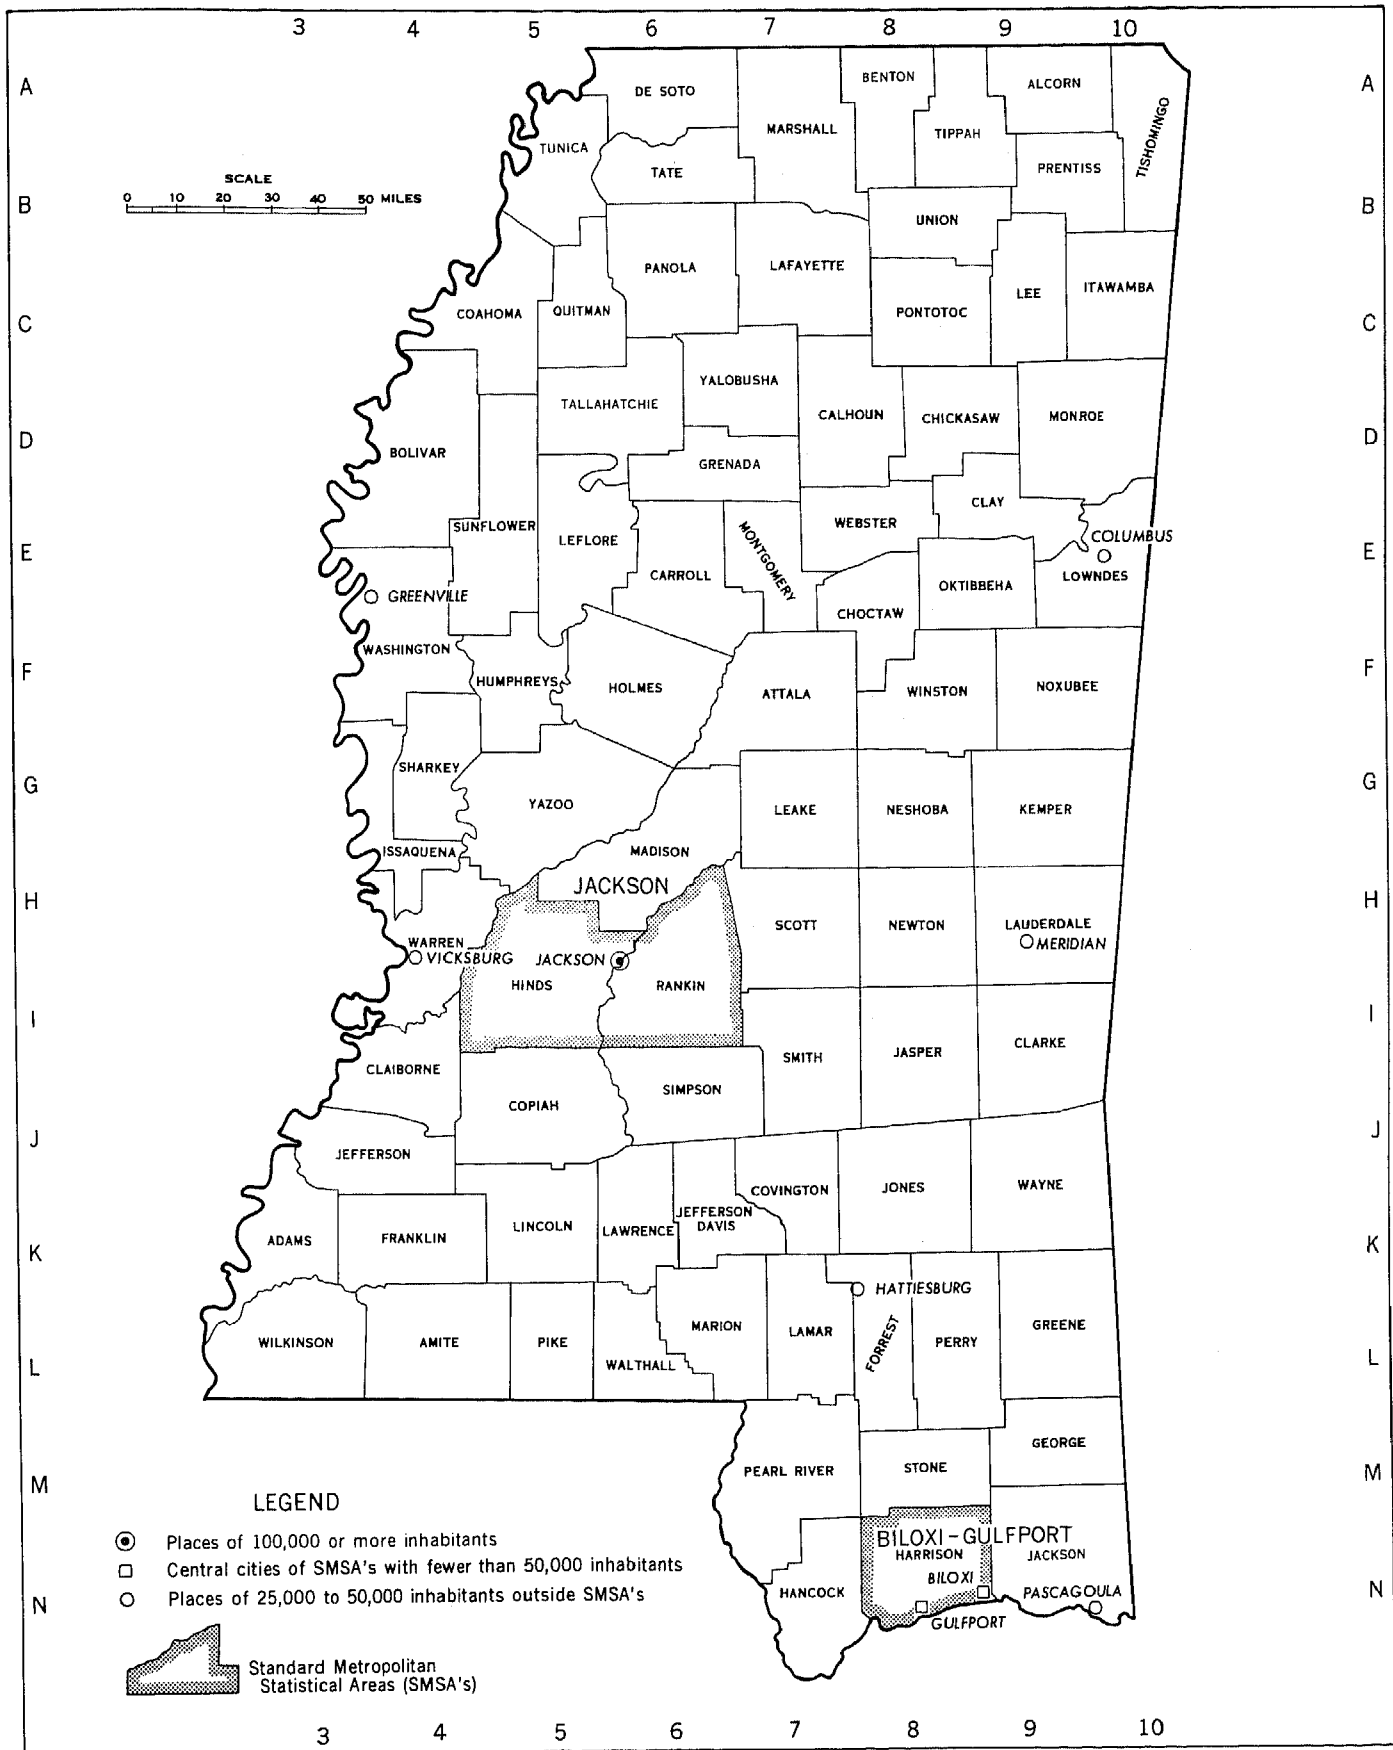 3 4 5 6 7 8 9 10
A A
DE SOTO
BENTON
ALCORN
MARSHALL
TIPPAH
TISHOMINGO
TUNICA
TATE
PRENTISS
SCALE
0 10 20 30 40 50 MILES
B B
UNION
PANOLA
LAFAYETTE
LEE
ITAWAMBA
COAHOMA
QUITMAN
PONTOTOC
C C
YALOBUSHA
TALLAHATCHIE
CALHOUN
CHICKASAW
MONROE
D D
BOLIVAR
GRENADA
CLAY
SUNFLOWER
WEBSTER
LEFLORE
MONTGOMERY
COLUMBUS
E E
CARROLL
LOWNDES
OKTIBBEHA
GREENVILLE
CHOCTAW
WASHINGTON
F F
HUMPHREYS
HOLMES
ATTALA
WINSTON
NOXUBEE
SHARKEY
G G
YAZOO
LEAKE
NESHOBA
KEMPER
ISSAQUENA
MADISON
JACKSON
H H
SCOTT
NEWTON
LAUDERDALE
WARREN
MERIDIAN
VICKSBURG
JACKSON
HINDS
RANKIN
I I
CLAIBORNE
SMITH
JASPER
CLARKE
COPIAH
SIMPSON
J J
JEFFERSON
COVINGTON
JONES
WAYNE
JEFFERSON
DAVIS
LINCOLN
LAWRENCE
ADAMS
FRANKLIN
K K
HATTIESBURG
MARION
LAMAR
FORREST
PERRY
GREENE
WILKINSON
AMITE
PIKE
WALTHALL
L L
GEORGE
PEARL RIVER
STONE
M M
LEGEND
Places of 100,000 or more inhabitants
Central cities of SMSA's with fewer than 50,000 inhabitants
Places of 25,000 to 50,000 inhabitants outside SMSA's
Standard Metropolitan
Statistical Areas (SMSA's)
BILOXI-GULFPORT
HARRISON
JACKSON
BILOXI
HANCOCK
PASCAGOULA
GULFPORT
N N
3 4 5 6 7 8 9 10